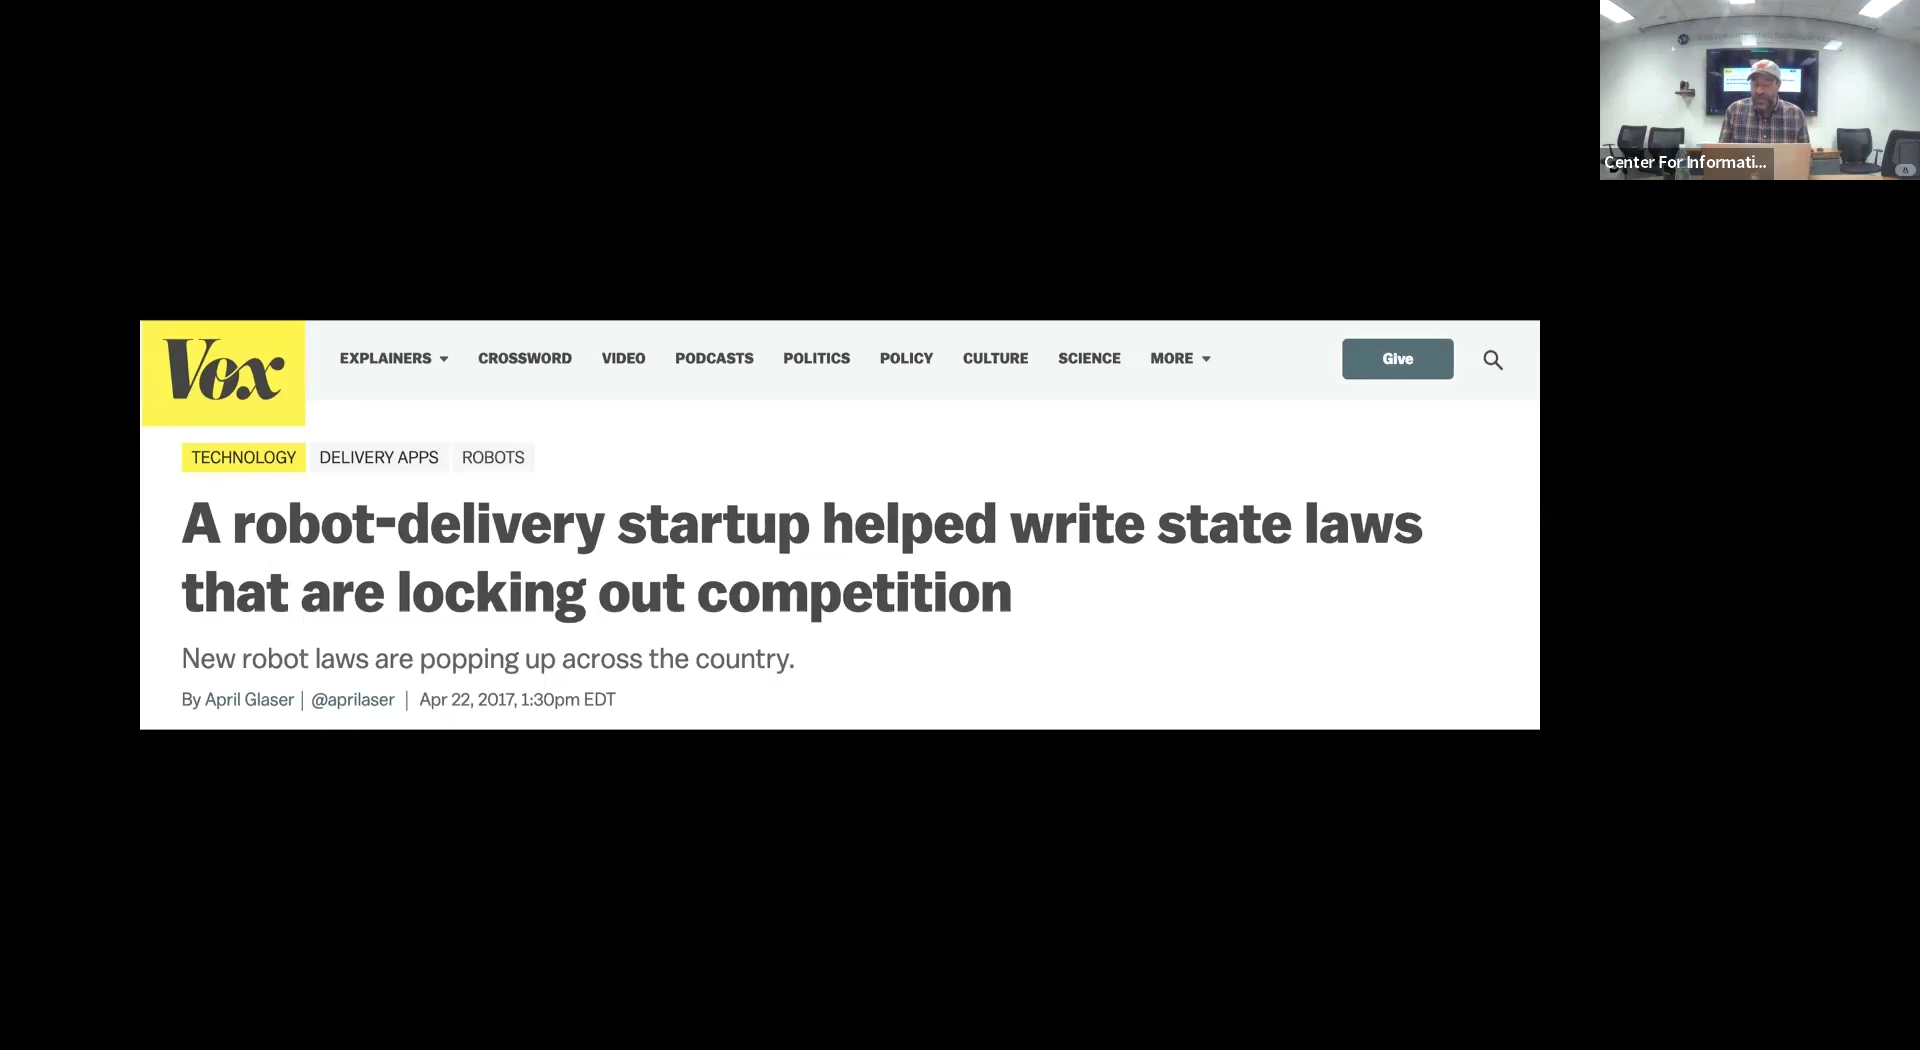 Vox
EXPLAINERS CROSSWORD VIDEO PODCASTS POLITICS POLICY CULTURE SCIENCE MORE
Give
TECHNOLOGY DELIVERY APPS ROBOTS
A robot-delivery startup helped write state laws
that are locking out competition
New robot laws are popping up across the country.
By April Glaser | @aprilaser | Apr 22, 2017, 1:30pm EDT
Center For Informati...